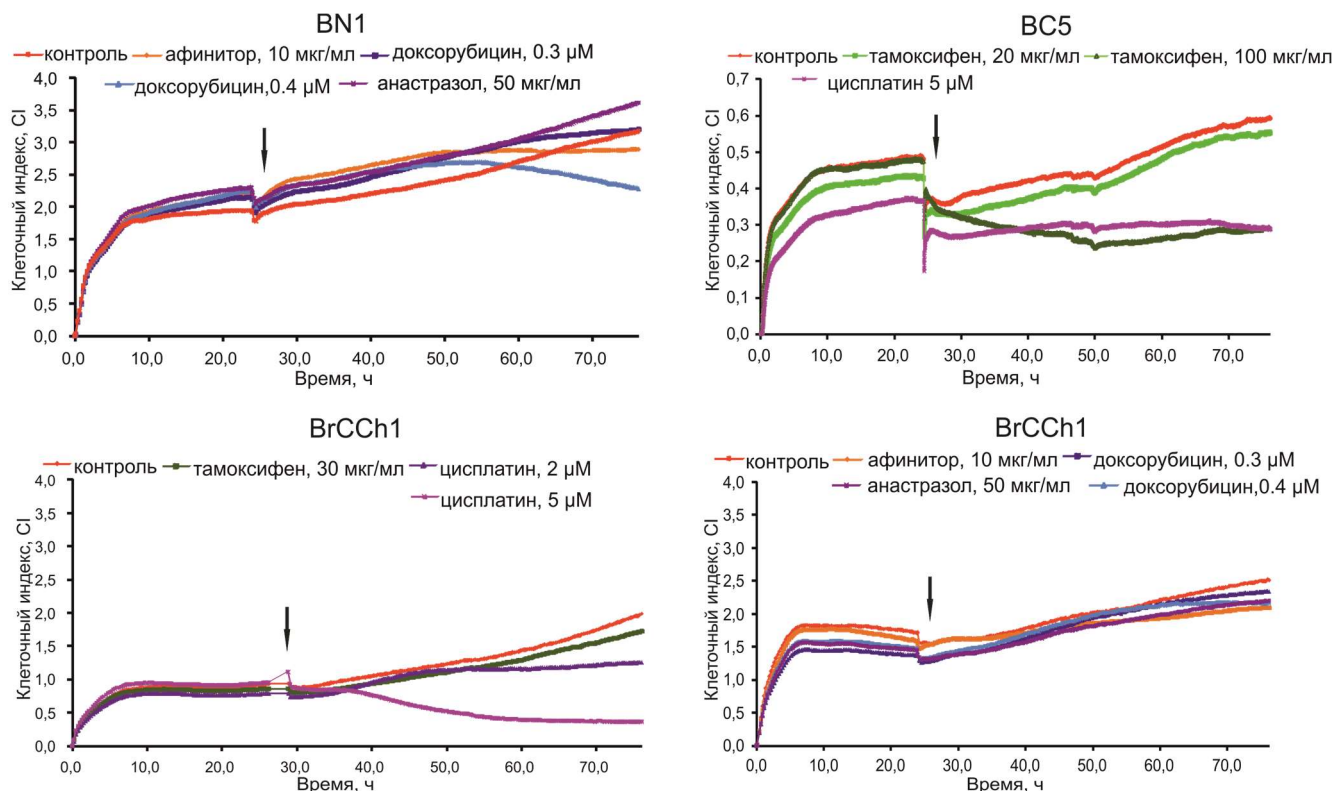 BN1
контроль афинитор, 10 мкг/мл доксорубицин, 0.3 µM
доксорубицин,0.4 µM анастразол, 50 мкг/мл
Клеточный индекс, CI
4,0
3,5
3,0
2,5
2,0
1,5
1,0
0,5
0,0
0,0 10,0 20,0 30,0 40,0 50,0 60,0 70,0
Время, ч
BC5
контроль тамоксифен, 20 мкг/мл тамоксифен, 100 мкг/мл
цисплатин 5 µM
Клеточный индекс, CI
0,7
0,6
0,5
0,4
0,3
0,2
0,1
0,0
0,0 10,0 20,0 30,0 40,0 50,0 60,0 70,0
Время, ч
BrCCh1
контроль тамоксифен, 30 мкг/мл цисплатин, 2 µM
цисплатин, 5 µM
Клеточный индекс, CI
4,0
3,5
3,0
2,5
2,0
1,5
1,0
0,5
0,0
0,0 10,0 20,0 30,0 40,0 50,0 60,0 70,0
Время, ч
BrCCh1
контроль афинитор, 10 мкг/мл доксорубицин, 0.3 µM
анастразол, 50 мкг/мл доксорубицин,0.4 µM
Клеточный индекс, CI
4,0
3,5
3,0
2,5
2,0
1,5
1,0
0,5
0,0
0,0 10,0 20,0 30,0 40,0 50,0 60,0 70,0
Время, ч